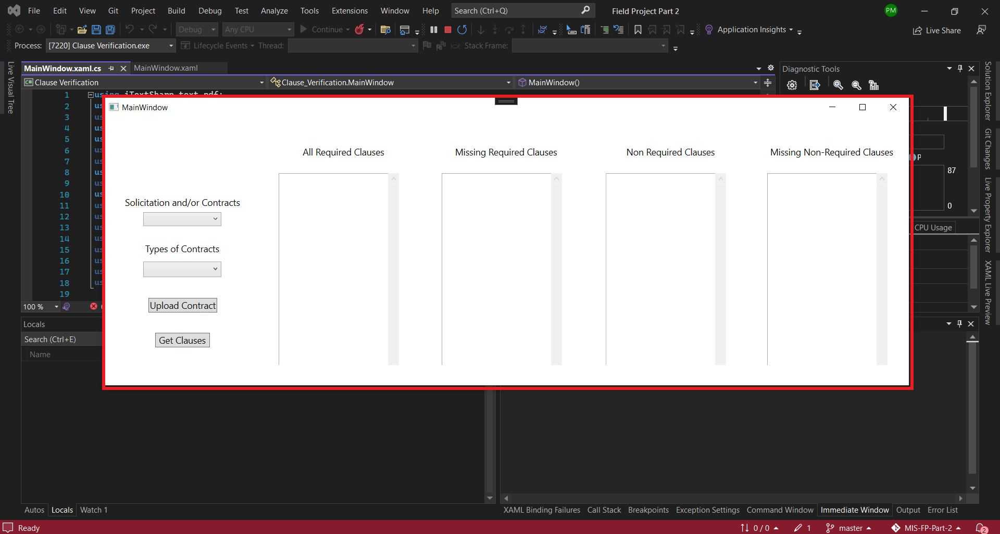 File Edit View Git Project Build Debug Test Analyze Tools Extensions Window Help Search (Ctrl+Q) Field Project Part 2 PM
Debug Any CPU Continue Application Insights Live Share
Process: [7220] Clause Verification.exe Lifecycle Events Thread: Stack Frame:
MainWindow.xaml.cs MainWindow.xaml
Diagnostic Tools
C# Clause Verification Clause_Verification.MainWindow MainWindow()
Live Visual Tree
Solution Explorer
Git Changes
Live Property Explorer
XAML Live Preview
1 using iTextSharp.text.pdf;
2 us
3 us
4 us
5 us
6 us
7 us
8 us
9 us
10 us
11 us
12 us
13 us
14 us
15 us
16 us
17 us
18 us
19
MainWindow
All Required Clauses Missing Required Clauses Non Required Clauses Missing Non-Required Clauses
Solicitation and/or Contracts
Types of Contracts
Upload Contract
Get Clauses
P
87
0
CPU Usage
100 %
Locals
Search (Ctrl+E)
Name
Autos Locals Watch 1
XAML Binding Failures Call Stack Breakpoints Exception Settings Command Window Immediate Window Output Error List
Ready 0 / 0 1 master MIS-FP-Part-2 2